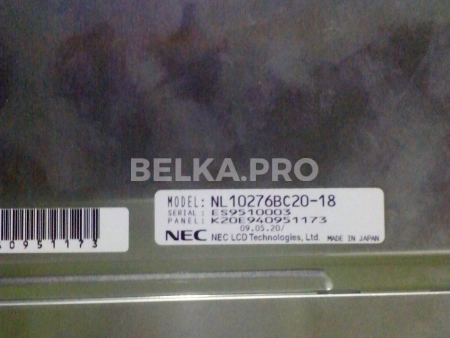 BELKA.PRO
MODEL: NL10276BC20-18
SERIAL: ES9510003
PANEL: K20E940951173
09.05.20/
NEC NEC LCD Technologies, Ltd. MADE IN JAPAN
40951173